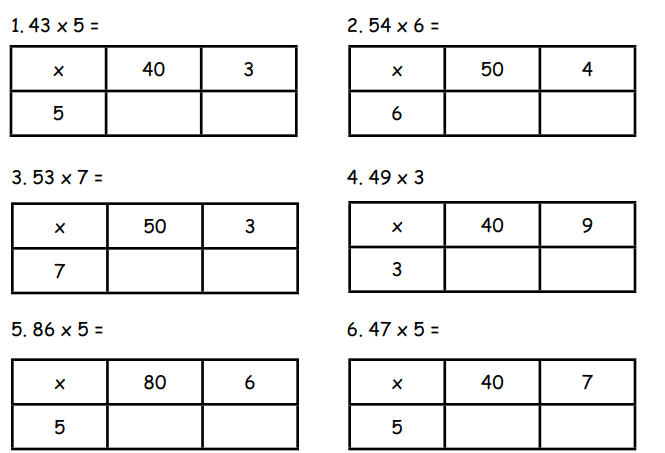 1. 43 x 5 =
x 40 3
5
2. 54 x 6 =
x 50 4
6
3. 53 x 7 =
x 50 3
7
4. 49 x 3
x 40 9
3
5. 86 x 5 =
x 80 6
5
6. 47 x 5 =
x 40 7
5